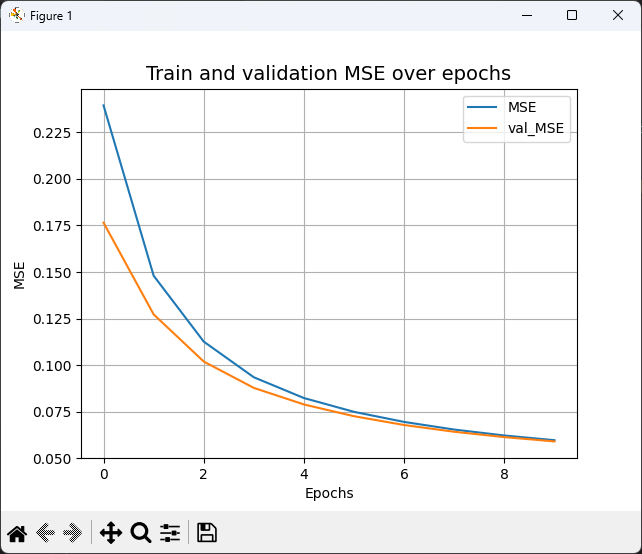 Figure 1
Train and validation MSE over epochs
MSE
val_MSE
0.225
0.200
0.175
0.150
0.125
0.100
0.075
0.050
MSE
0 2 4 6 8
Epochs